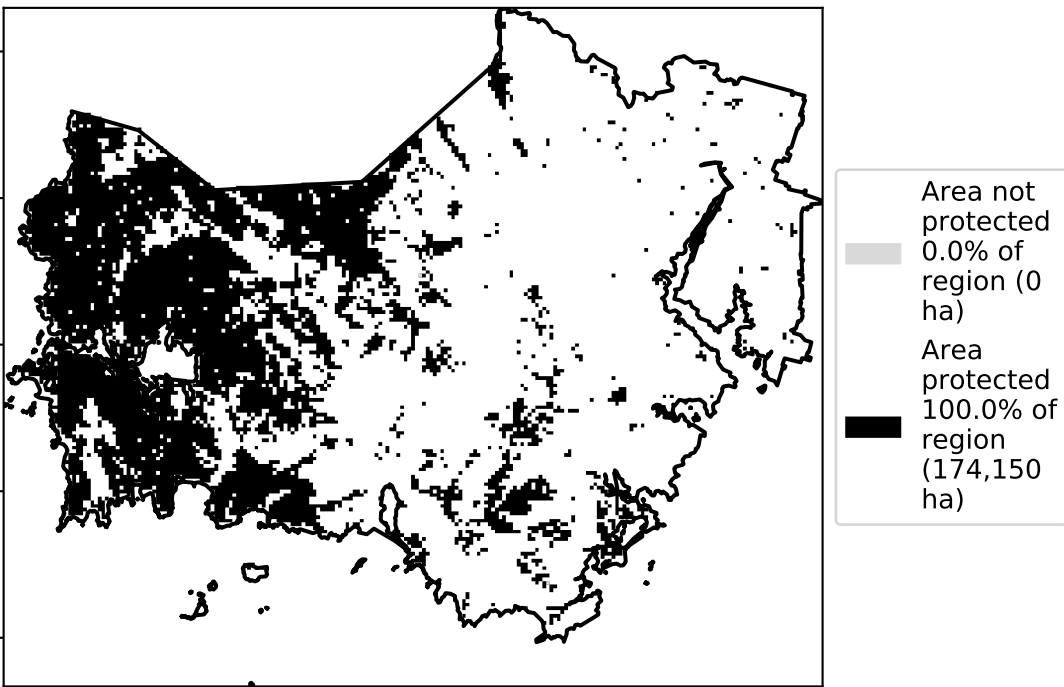 Area not
protected
0.0% of
region (0
ha)
Area
protected
100.0% of
region
(174,150
ha)